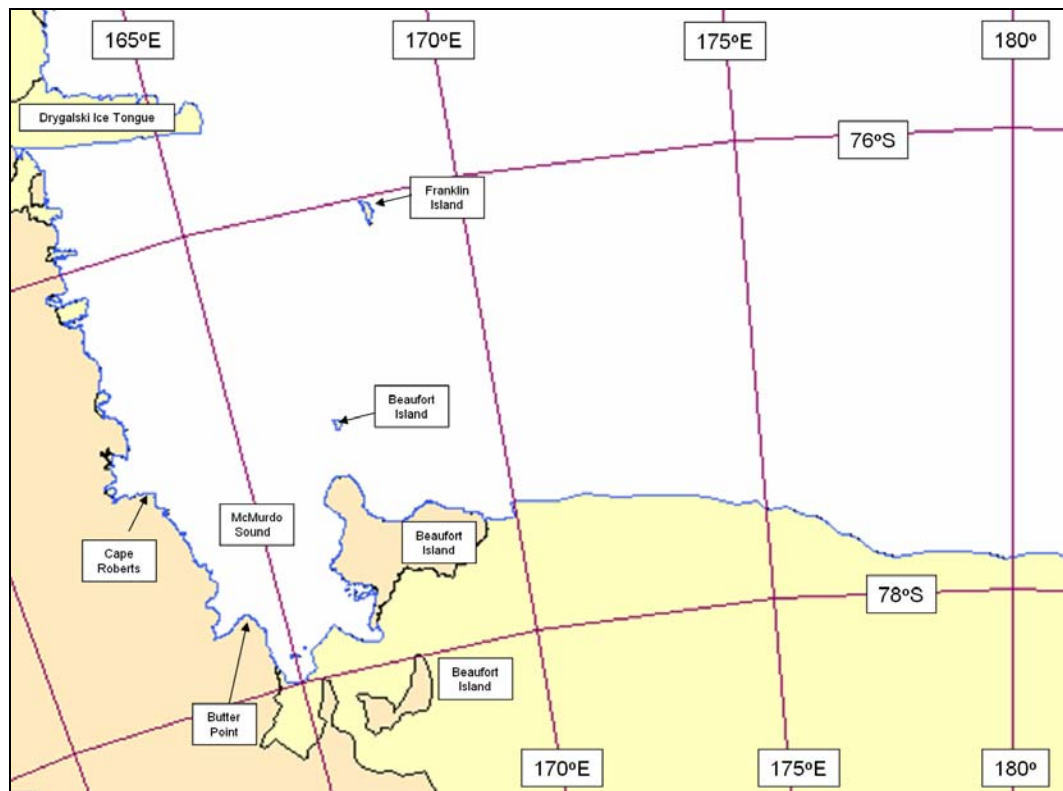 165ºE
170ºE
175ºE
180º
Drygalski Ice Tongue
76ºS
Franklin
Island
Beaufort
Island
McMurdo
Sound
Beaufort
Island
Cape
Roberts
78ºS
Beaufort
Island
Butter
Point
170ºE
175ºE
180º